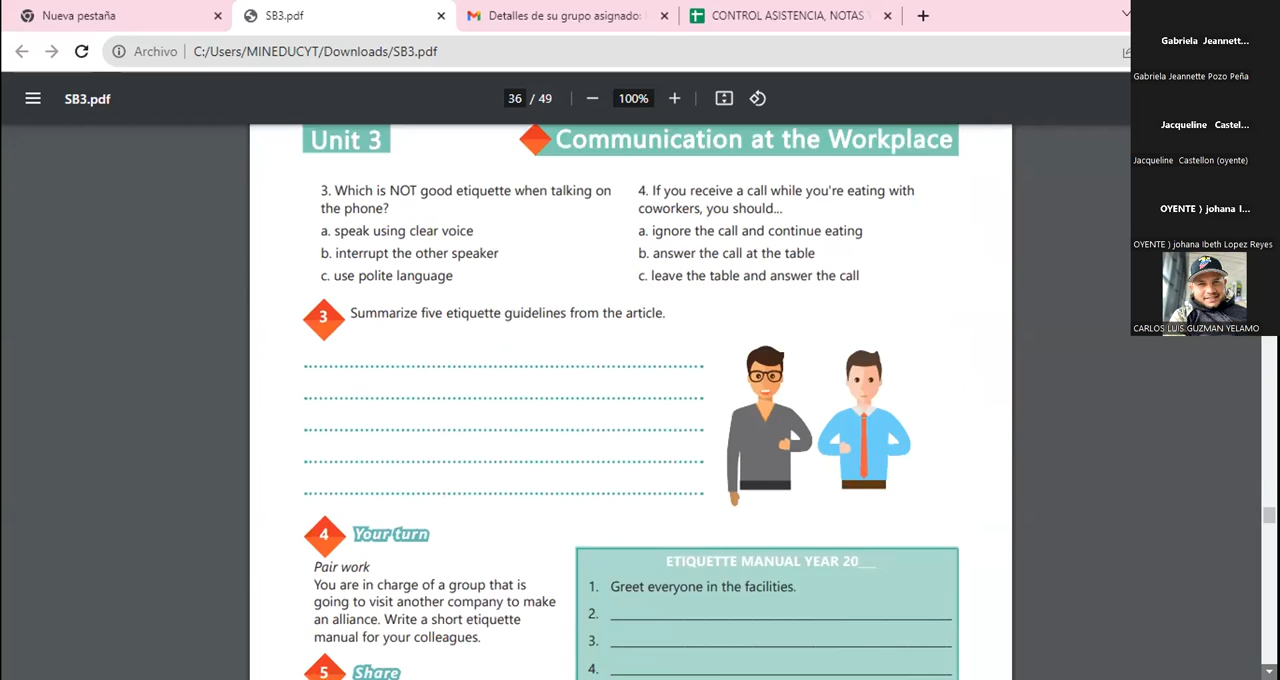 Nueva pestaña
SB3.pdf
Detalles de su grupo asignado:
CONTROL ASISTENCIA, NOTAS
Archivo
C:/Users/MINEDUCYT/Downloads/SB3.pdf
SB3.pdf
36 / 49
100%
Unit 3
Communication at the Workplace
3. Which is NOT good etiquette when talking on
the phone?
a. speak using clear voice
b. interrupt the other speaker
c. use polite language
4. If you receive a call while you're eating with
coworkers, you should...
a. ignore the call and continue eating
b. answer the call at the table
c. leave the table and answer the call
3
Summarize five etiquette guidelines from the article.
4
Your turn
Pair work
You are in charge of a group that is
going to visit another company to make
an alliance. Write a short etiquette
manual for your colleagues.
5
Share
ETIQUETTE MANUAL YEAR 20___
1. Greet everyone in the facilities.
2.
3.
4.
Gabriela Jeannett...
Gabriela Jeannette Pozo Peña
Jacqueline Castel...
Jacqueline Castellon (oyente)
OYENTE ) johana I...
OYENTE ) johana Ibeth Lopez Reyes
CARLOS LUIS GUZMAN YELAMO